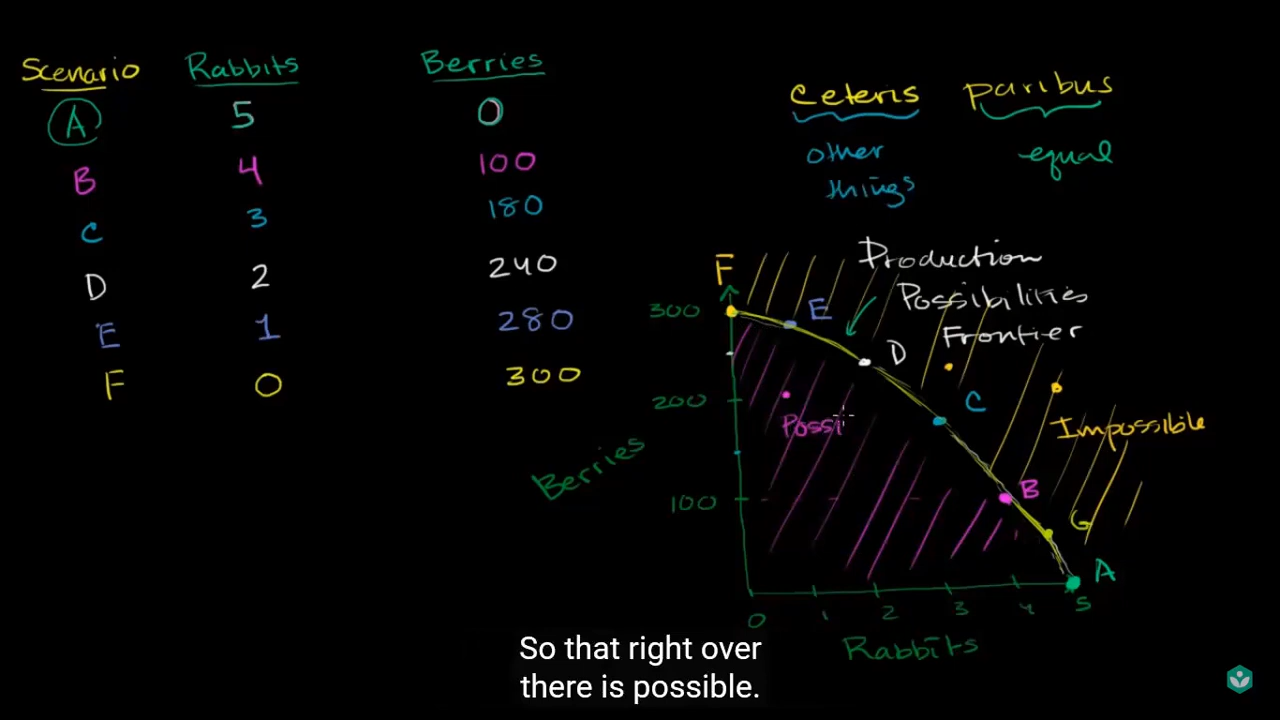 Scenario Rabbits Berries
A 5 0
B 4 100
C 3 180
D 2 240
E 1 280
F 0 300
Ceteris paribus
other equal
things
F
Production
Possibilities
Frontier
300
E
D
C
200
Possi
Impossible
Berries
100
B
G
A
0 1 2 3 4 5
Rabbits
So that right over
there is possible.